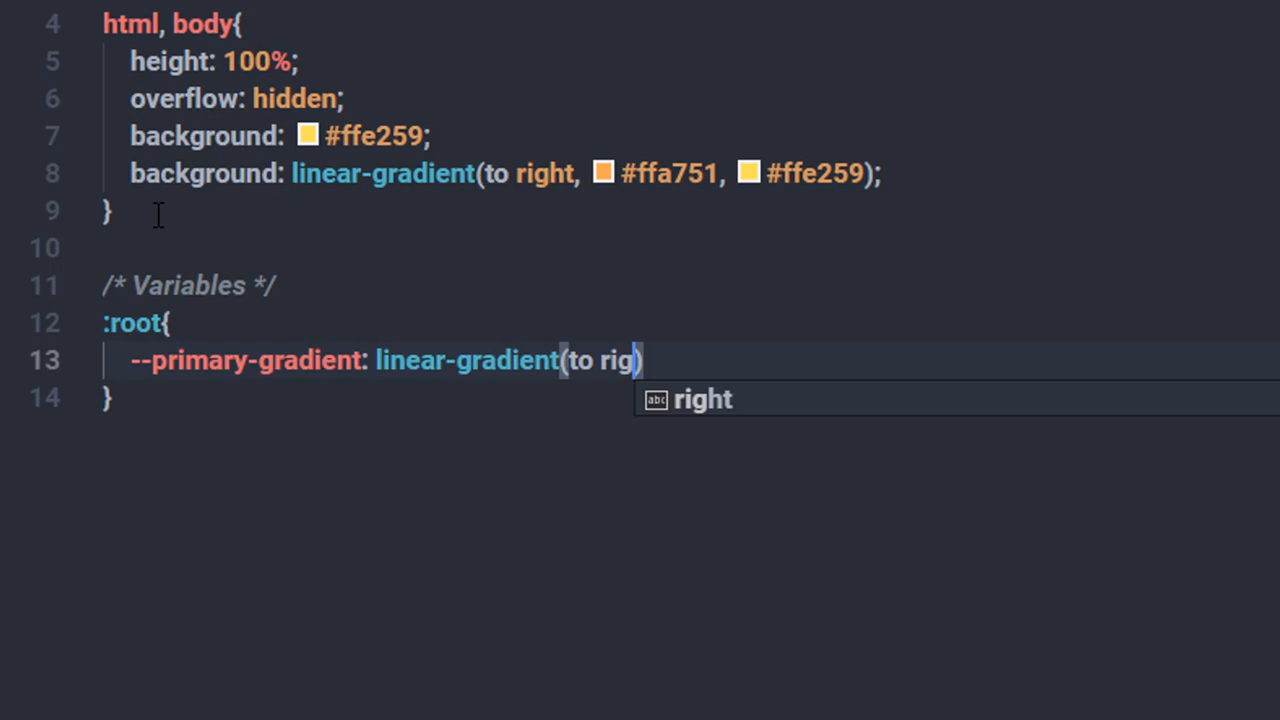 4 html, body{
5 height: 100%;
6 overflow: hidden;
7 background: #ffe259;
8 background: linear-gradient(to right, #ffa751, #ffe259);
9 }
10
11 /* Variables */
12 :root{
13 --primary-gradient: linear-gradient(to rig)
abc right
14 }